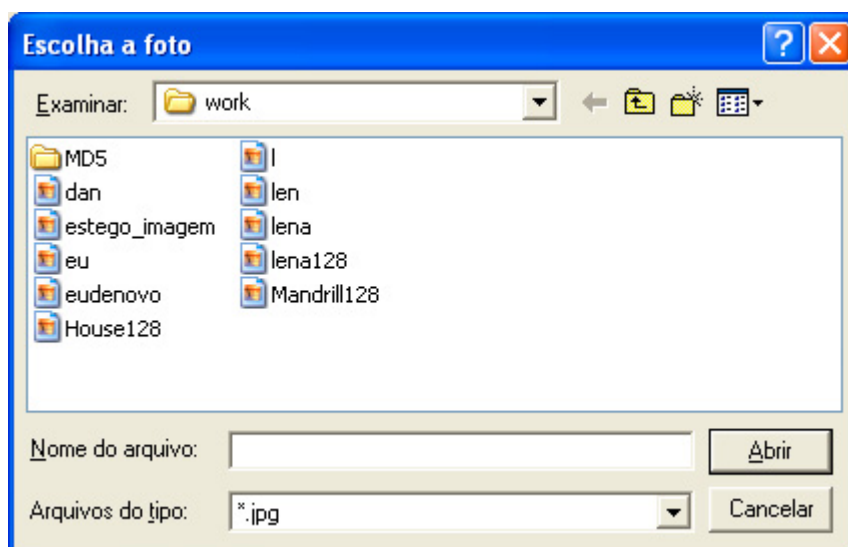 Escolha a foto
Examinar: work
MD5
dan
estego_imagem
eu
eudenovo
House128
l
len
lena
lena128
Mandrill128
Nome do arquivo: Abrir
Arquivos do tipo: *.jpg Cancelar